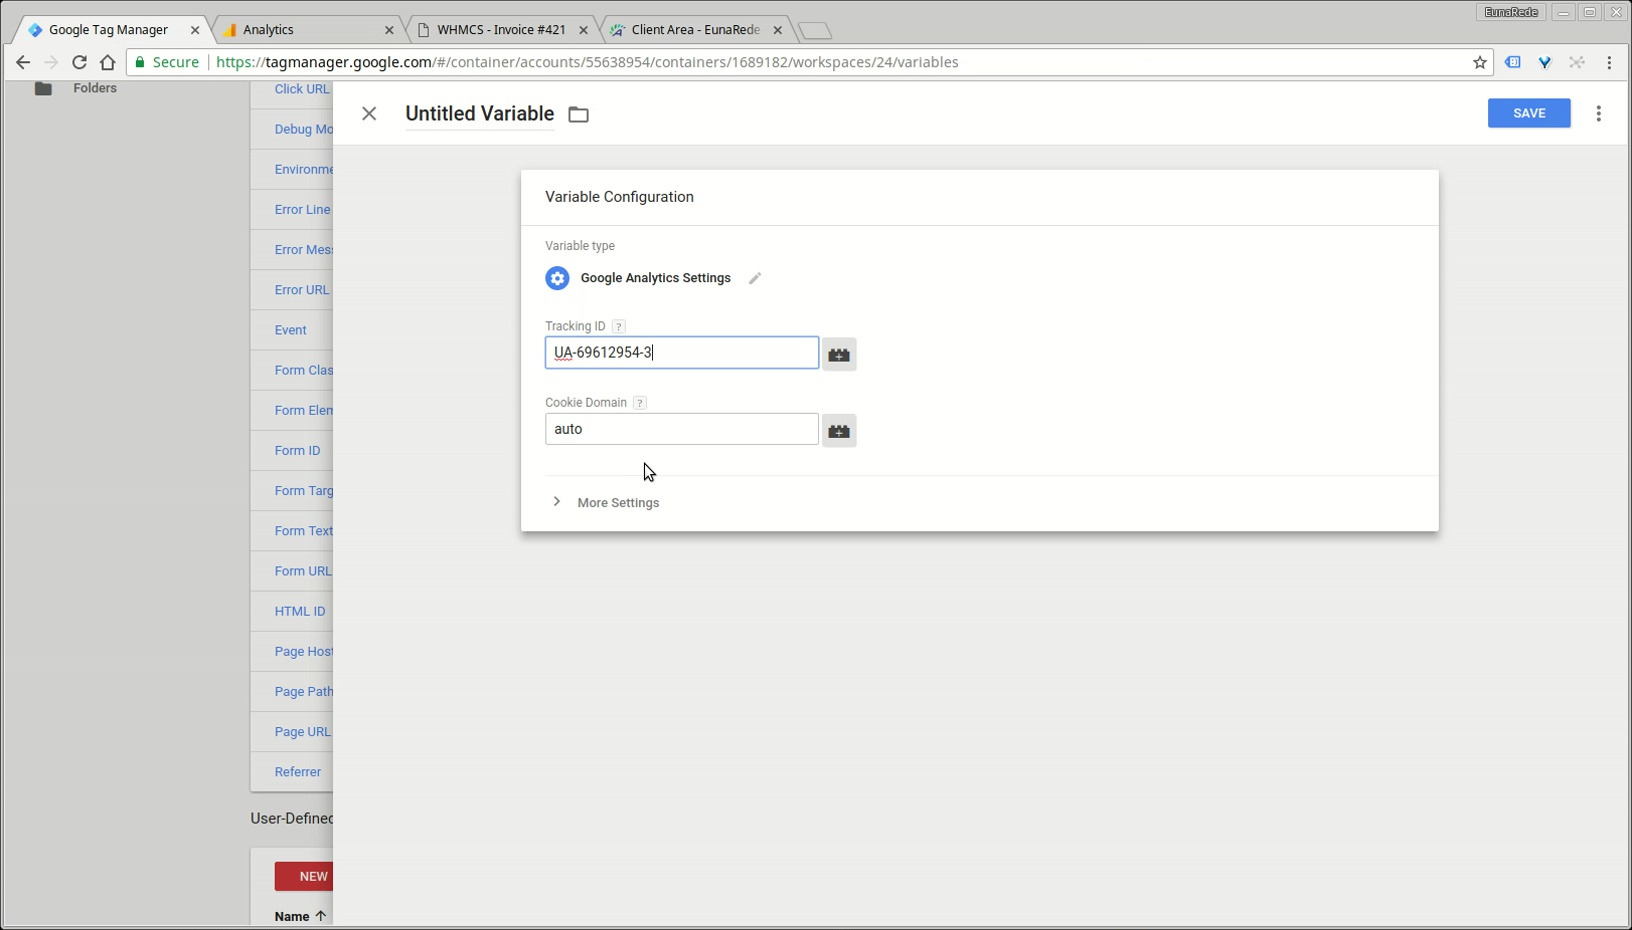 EunaRede
Google Tag Manager
Analytics
WHMCS - Invoice #421
Client Area - EunaRede
Secure
https://tagmanager.google.com/#/container/accounts/55638954/containers/1689182/workspaces/24/variables
Folders
Click URL
Debug Mo
Environme
Error Line
Error Mess
Error URL
Event
Form Clas
Form Elem
Form ID
Form Targ
Form Text
Form URL
HTML ID
Page Host
Page Path
Page URL
Referrer
User-Defined
NEW
Name
Untitled Variable
SAVE
Variable Configuration
Variable type
Google Analytics Settings
Tracking ID ?
UA-69612954-3
Cookie Domain ?
auto
More Settings